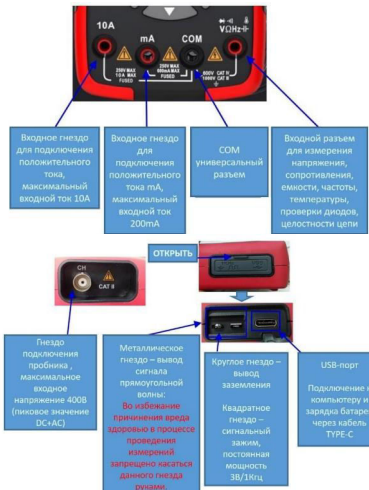 10A
mA
COM
VΩHz
250V MAX
10A MAX
FUSED
250V MAX
FUSED
600V CAT IV
1000V CAT III
Входное гнездо
для подключения
положительного
тока,
максимальный
входной ток 10А
Входное гнездо
для
подключения
положительного
тока mA,
максимальный
входной ток
200mA
COM
универсальный
разъем
Входной разъем
для измерения
напряжения,
сопротивления,
емкости, частоты,
температуры,
проверки диодов,
целостности цепи
ОТКРЫТЬ
CH
CAT II
Гнездо
подключения
пробника ,
максимальное
входное
напряжение 400В
(пиковое значение
DC+AC)
Металлическое
гнездо – вывод
сигнала
прямоугольной
волны:
Во избежание
причинения вреда
здоровью в процессе
проведения
измерений
запрещено касаться
данного гнезда
руками.
Круглое гнездо –
вывод
заземления
Квадратное
гнездо –
сигнальный
зажим,
постоянная
мощность
3В/1Кгц
USB-порт
Подключение к
компьютеру и
зарядка батареи
через кабель
TYPE-C